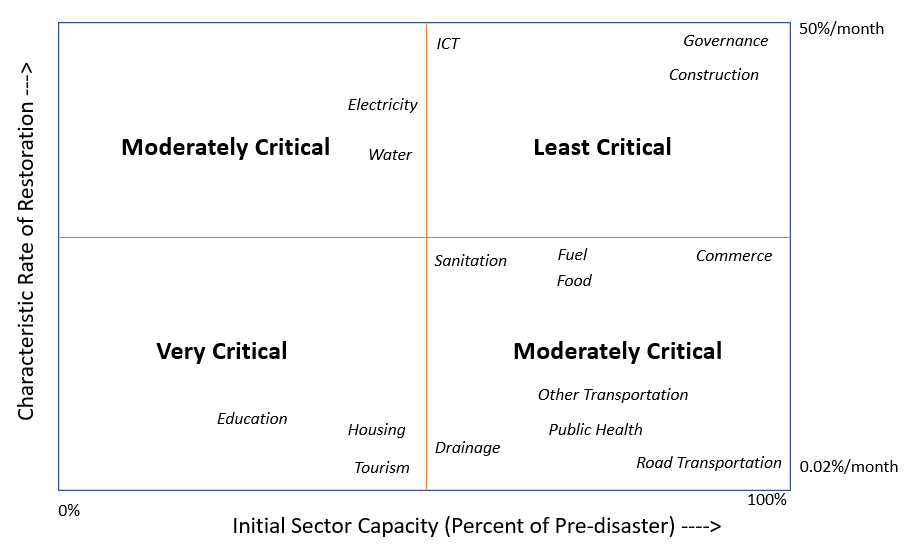 50%/month
ICT
Governance
Construction
Electricity
Moderately Critical
Water
Least Critical
Characteristic Rate of Restoration --->
Sanitation
Fuel
Commerce
Food
Very Critical
Moderately Critical
Other Transportation
Education
Housing
Public Health
Drainage
Tourism
Road Transportation
0.02%/month
0%
100%
Initial Sector Capacity (Percent of Pre-disaster) ---->